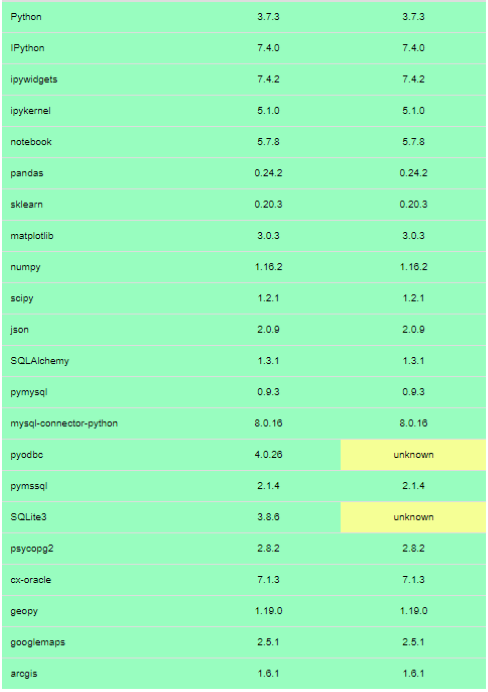 Python 3.7.3 3.7.3
IPython 7.4.0 7.4.0
ipywidgets 7.4.2 7.4.2
ipykernel 5.1.0 5.1.0
notebook 5.7.8 5.7.8
pandas 0.24.2 0.24.2
sklearn 0.20.3 0.20.3
matplotlib 3.0.3 3.0.3
numpy 1.16.2 1.16.2
scipy 1.2.1 1.2.1
json 2.0.9 2.0.9
SQLAlchemy 1.3.1 1.3.1
pymysql 0.9.3 0.9.3
mysql-connector-python 8.0.16 8.0.16
pyodbc 4.0.26 unknown
pymssql 2.1.4 2.1.4
SQLite3 3.8.6 unknown
psycopg2 2.8.2 2.8.2
cx-oracle 7.1.3 7.1.3
geopy 1.19.0 1.19.0
googlemaps 2.5.1 2.5.1
arcgis 1.6.1 1.6.1